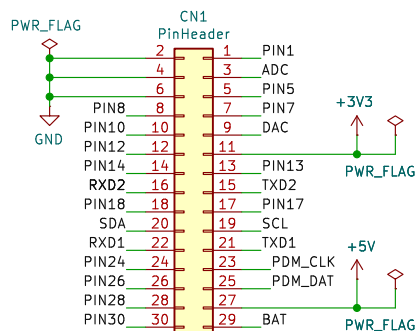 CN1
PWR_FLAG
PinHeader
2 1 PIN1
4 3 ADC
6 5 PIN5
PIN8 8 7 PIN7 +3V3
GND PIN10 10 9 DAC
PIN12 12 11
PIN14 14 13 PIN13 PWR_FLAG
RXD2 16 15 TXD2
PIN18 18 17 PIN17
SDA 20 19 SCL
RXD1 22 21 TXD1 +5V
PIN24 24 23 PDM_CLK
PIN26 26 25 PDM_DAT
PIN28 28 27
PIN30 30 29 BAT PWR_FLAG